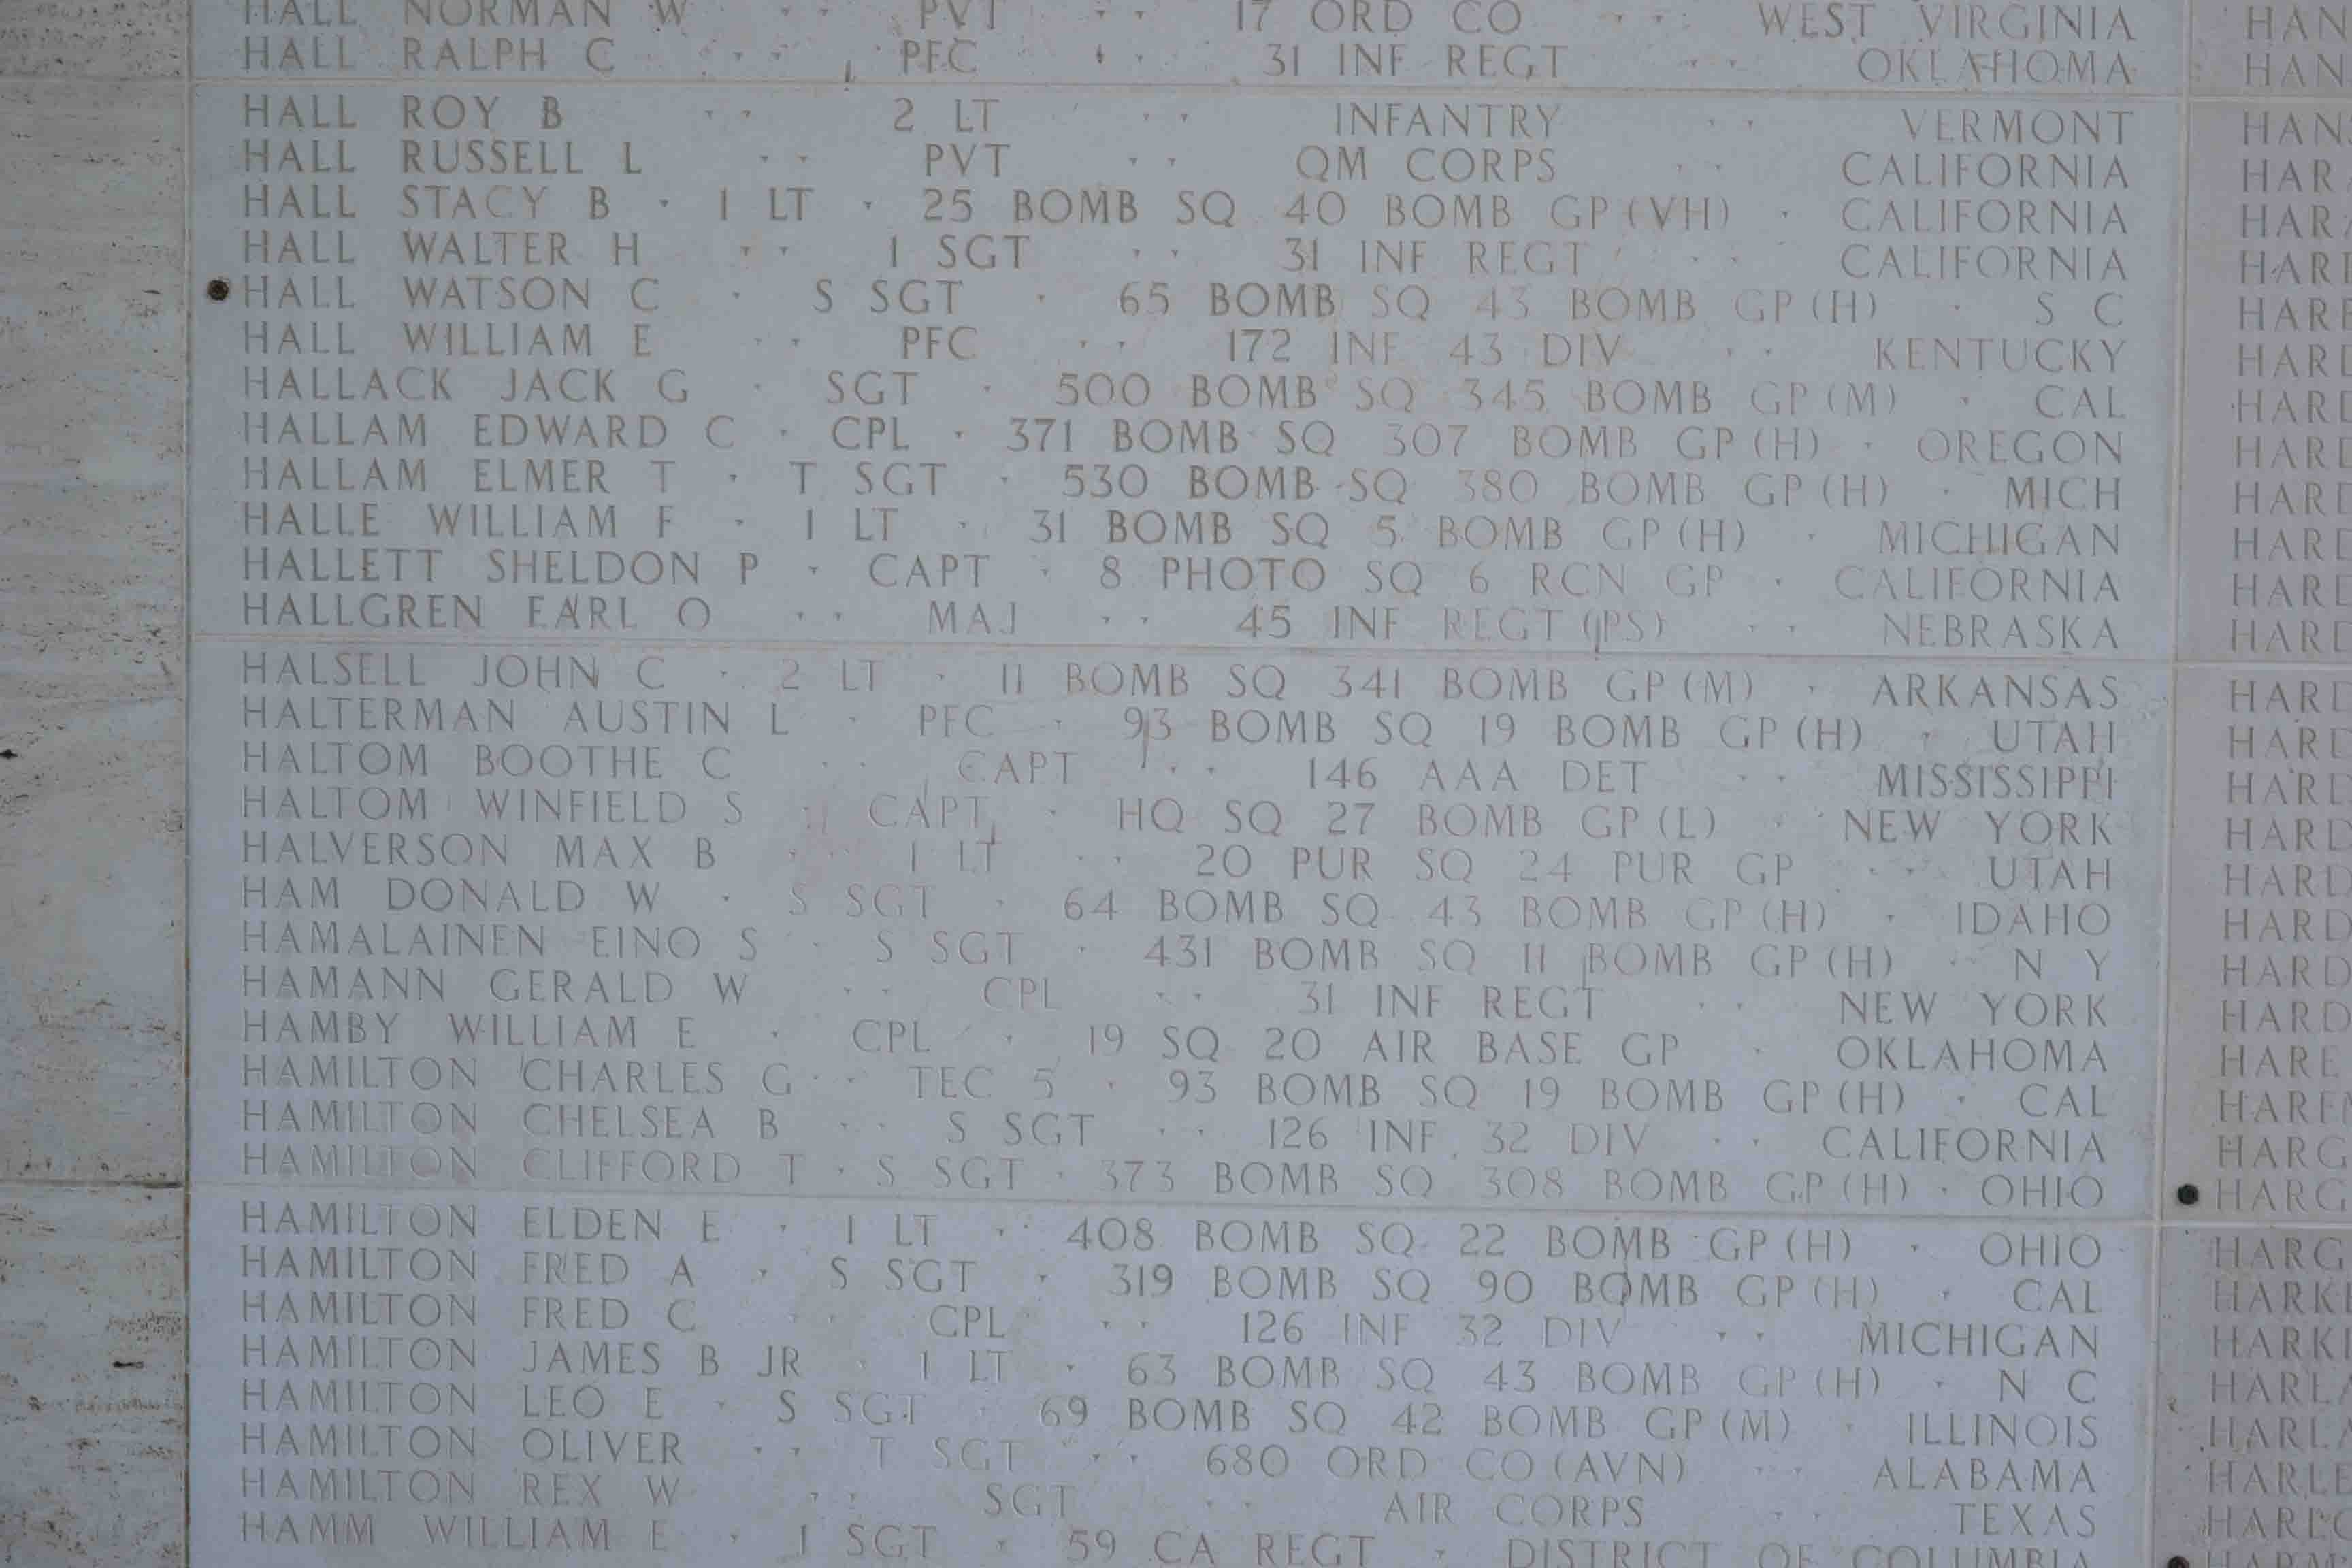 HALL NORMAN W · · PVT · · 17 ORD CO · · WEST VIRGINIA
HALL RALPH C · · PFC · · 31 INF REGT · · OKLAHOMA
HALL ROY B · · 2 LT · · INFANTRY · · VERMONT
HALL RUSSELL L · · PVT · · QM CORPS · · CALIFORNIA
HALL STACY B · 1 LT · 25 BOMB SQ 40 BOMB GP (VH) · CALIFORNIA
HALL WALTER H · · 1 SGT · · 31 INF REGT · · CALIFORNIA
HALL WATSON C · S SGT · 65 BOMB SQ 43 BOMB GP (H) · S C
HALL WILLIAM E · · PFC · · 172 INF 43 DIV · · KENTUCKY
HALLACK JACK G · SGT · 500 BOMB SQ 345 BOMB GP (M) · CAL
HALLAM EDWARD C · CPL · 371 BOMB SQ 307 BOMB GP (H) · OREGON
HALLAM ELMER T · T SGT · 530 BOMB SQ 380 BOMB GP (H) · MICH
HALLE WILLIAM F · 1 LT · 31 BOMB SQ 5 BOMB GP (H) · MICHIGAN
HALLETT SHELDON P · CAPT · 8 PHOTO SQ 6 RCN GP · CALIFORNIA
HALLGREN EARL O · · MAJ · · 45 INF REGT (PS) · · NEBRASKA
HALSELL JOHN C · 2 LT · 11 BOMB SQ 341 BOMB GP (M) · ARKANSAS
HALTERMAN AUSTIN L · PFC · 93 BOMB SQ 19 BOMB GP (H) · UTAH
HALTOM BOOTHE C · · CAPT · · 146 AAA DET · · MISSISSIPPI
HALTOM WINFIELD S · CAPT · HQ SQ 27 BOMB GP (L) · NEW YORK
HALVERSON MAX B · · 1 LT · · 20 PUR SQ 24 PUR GP · · UTAH
HAM DONALD W · S SGT · 64 BOMB SQ 43 BOMB GP (H) · IDAHO
HAMALAINEN EINO S · S SGT · 431 BOMB SQ 11 BOMB GP (H) · N Y
HAMANN GERALD W · · CPL · · 31 INF REGT · · NEW YORK
HAMBY WILLIAM E · CPL · 19 SQ 20 AIR BASE GP · OKLAHOMA
HAMILTON CHARLES G · TEC 5 · 93 BOMB SQ 19 BOMB GP (H) · CAL
HAMILTON CHELSEA B · · S SGT · · 126 INF 32 DIV · · CALIFORNIA
HAMILTON CLIFFORD T · S SGT · 373 BOMB SQ 308 BOMB GP (H) · OHIO
HAMILTON ELDEN E · 1 LT · 408 BOMB SQ 22 BOMB GP (H) · OHIO
HAMILTON FRED A · S SGT · 319 BOMB SQ 90 BOMB GP (H) · CAL
HAMILTON FRED C · · CPL · · 126 INF 32 DIV · · MICHIGAN
HAMILTON JAMES B JR · 1 LT · 63 BOMB SQ 43 BOMB GP (H) · N C
HAMILTON LEO E · S SGT · 69 BOMB SQ 42 BOMB GP (M) · ILLINOIS
HAMILTON OLIVER · · T SGT · · 680 ORD CO (AVN) · · ALABAMA
HAMILTON REX W · · SGT · · AIR CORPS · · TEXAS
HAMM WILLIAM E · 1 SGT · 59 CA REGT · DISTRICT OF COLUMBIA